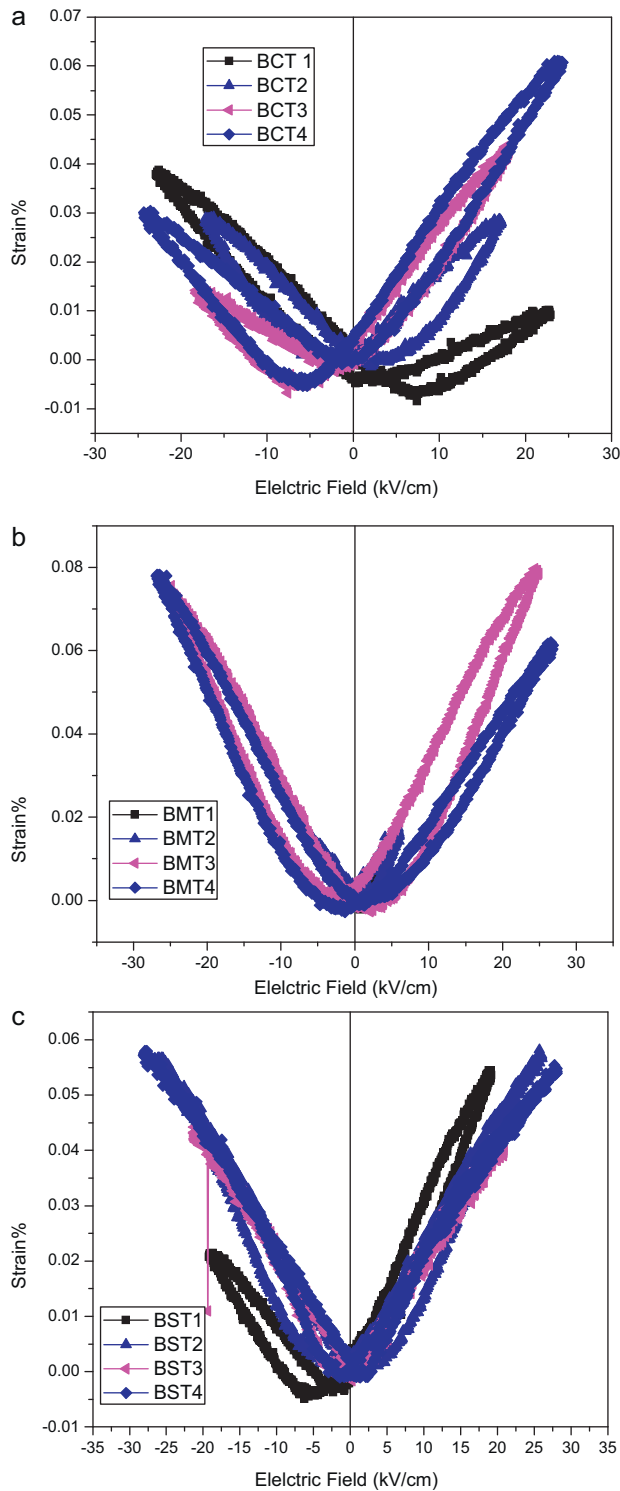 a
0.07
0.06
0.05
0.04
0.03
0.02
0.01
0.00
-0.01
Strain%
BCT 1
BCT2
BCT3
BCT4
-30 -20 -10 0 10 20 30
Elelctric Field (kV/cm)
b
0.08
0.06
0.04
0.02
0.00
Strain%
BMT1
BMT2
BMT3
BMT4
-30 -20 -10 0 10 20 30
Elelctric Field (kV/cm)
c
0.06
0.05
0.04
0.03
0.02
0.01
0.00
-0.01
Strain%
BST1
BST2
BST3
BST4
-35 -30 -25 -20 -15 -10 -5 0 5 10 15 20 25 30 35
Elelctric Field (kV/cm)